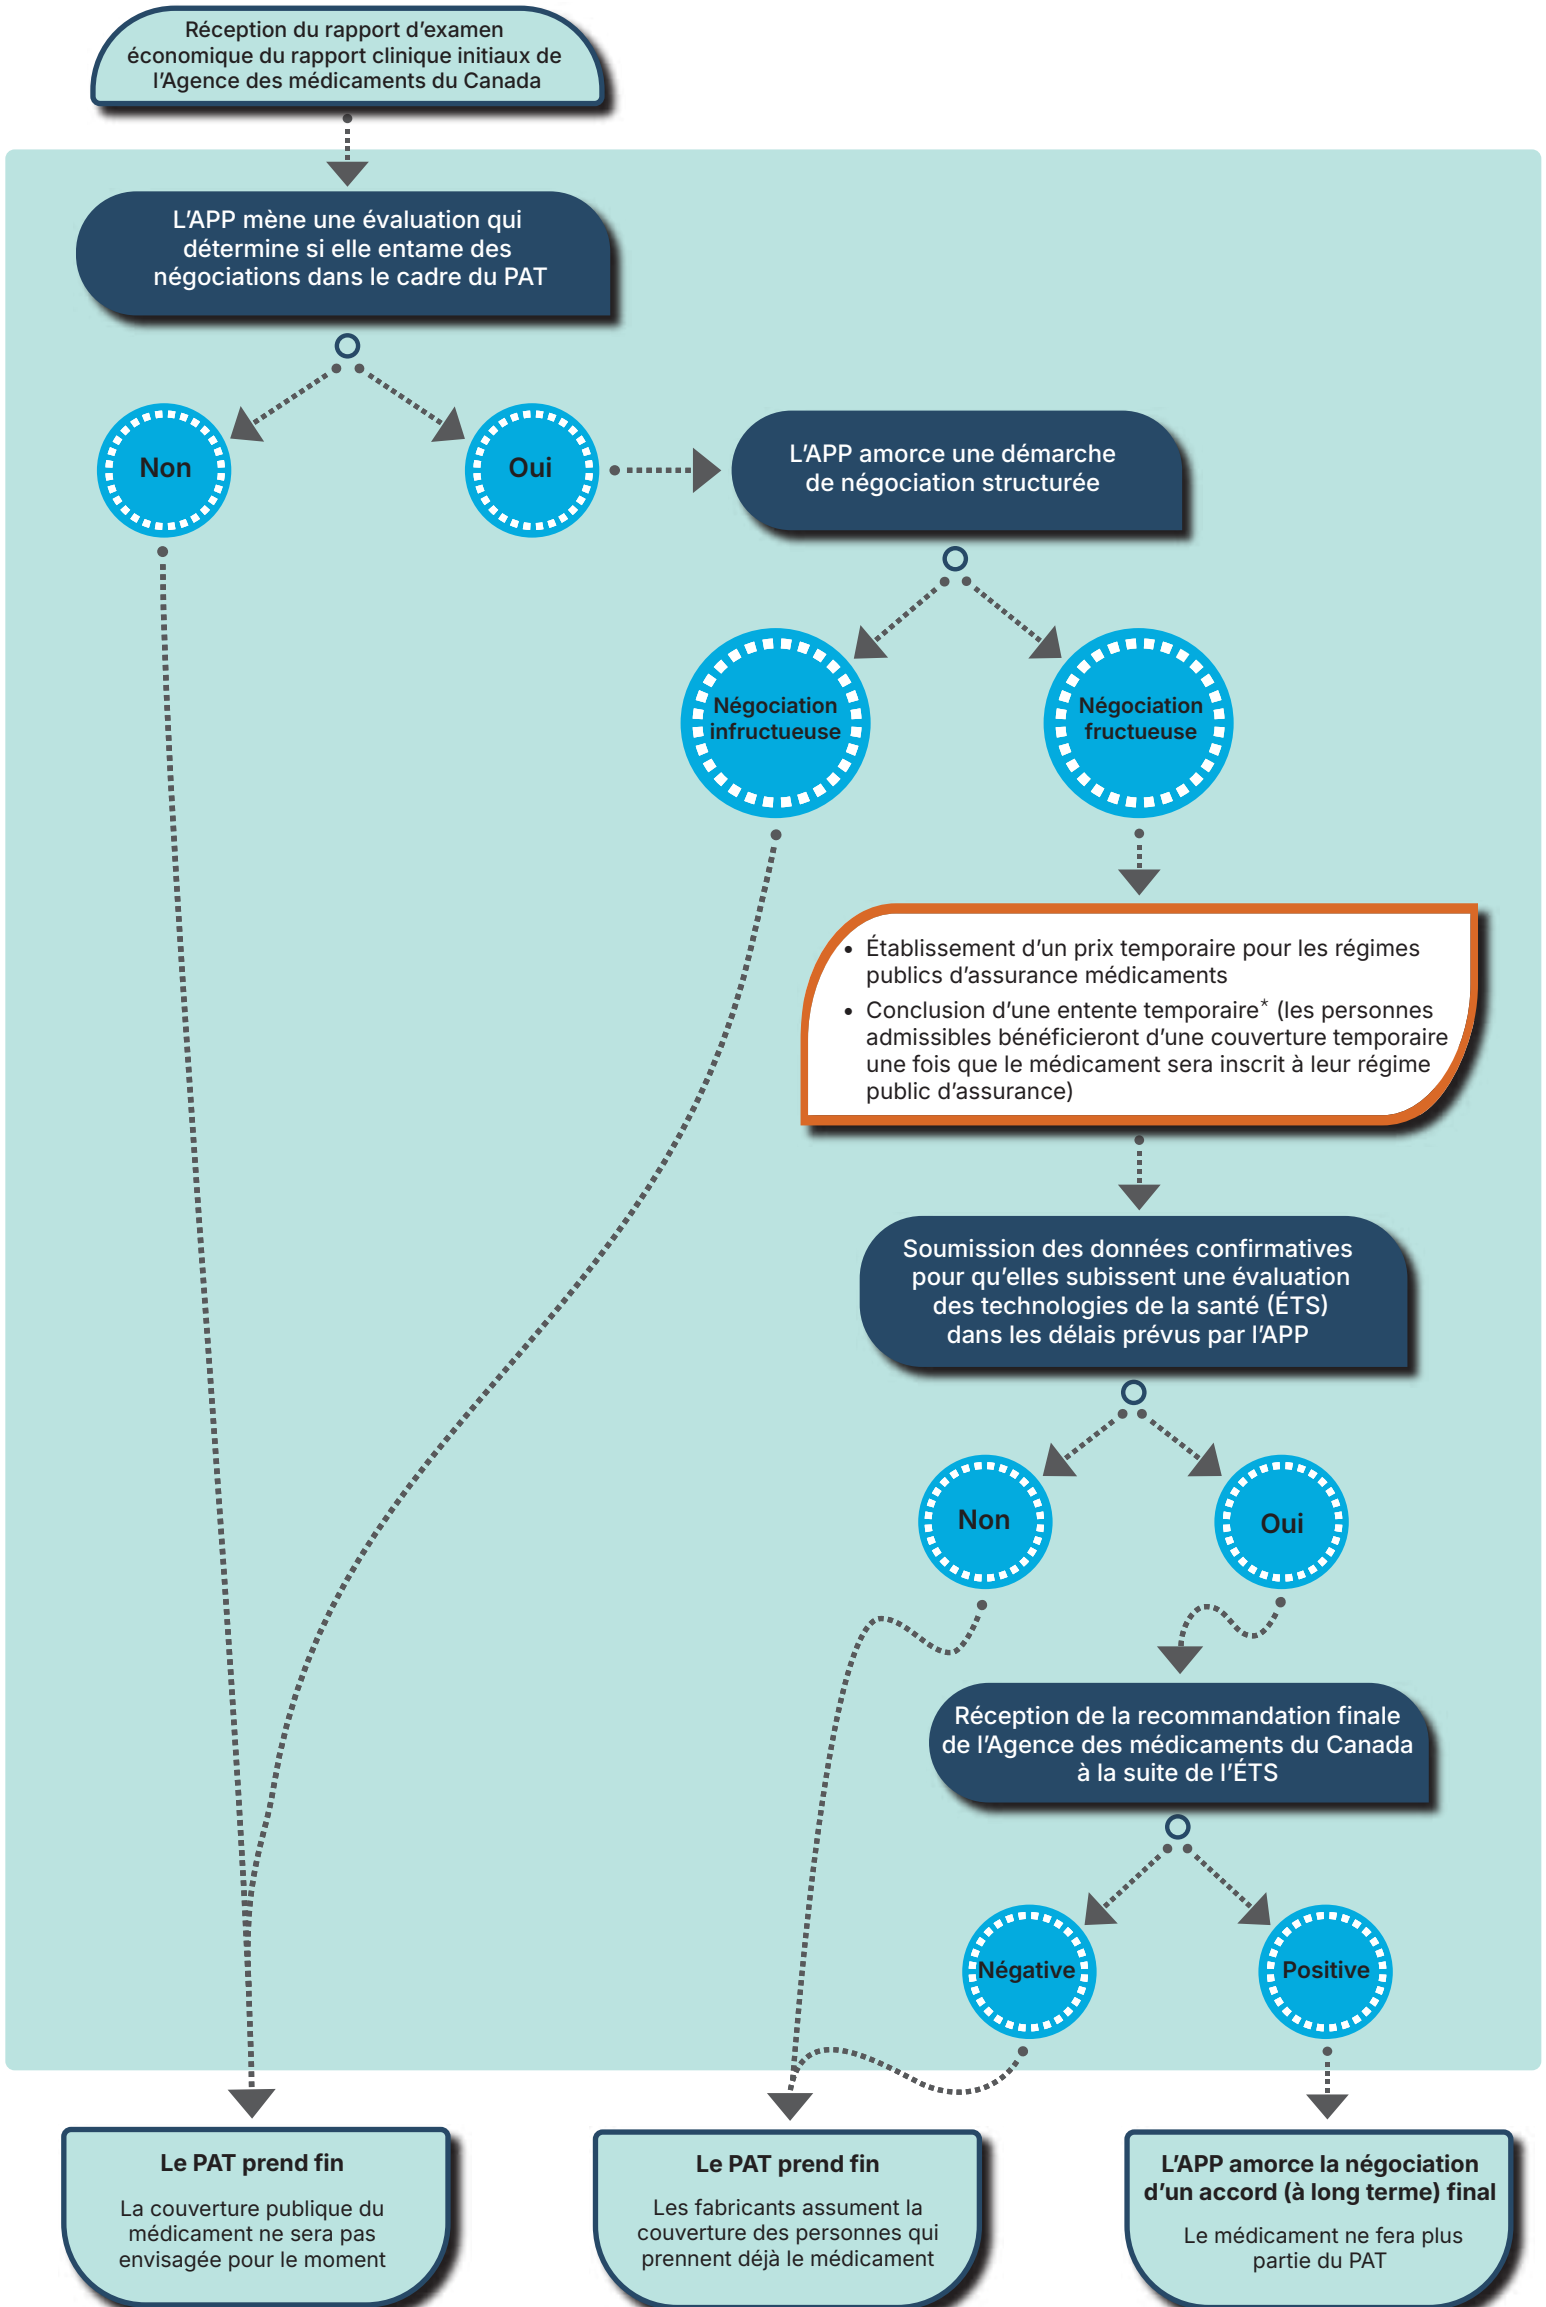 Réception du rapport d'examen
économique du rapport clinique initiaux de
l'Agence des médicaments du Canada
L'APP mène une évaluation qui
détermine si elle entame des
négociations dans le cadre du PAT
Non
Oui
L'APP amorce une démarche
de négociation structurée
Négociation
infructueuse
Négociation
fructueuse
• Établissement d'un prix temporaire pour les régimes
publics d'assurance médicaments
• Conclusion d'une entente temporaire* (les personnes
admissibles bénéficieront d'une couverture temporaire
une fois que le médicament sera inscrit à leur régime
public d'assurance)
Soumission des données confirmatives
pour qu'elles subissent une évaluation
des technologies de la santé (ÉTS)
dans les délais prévus par l'APP
Non
Oui
Réception de la recommandation finale
de l'Agence des médicaments du Canada
à la suite de l'ÉTS
Négative
Positive
Le PAT prend fin
La couverture publique du
médicament ne sera pas
envisagée pour le moment
Le PAT prend fin
Les fabricants assument la
couverture des personnes qui
prennent déjà le médicament
L'APP amorce la négociation
d'un accord (à long terme) final
Le médicament ne fera plus
partie du PAT